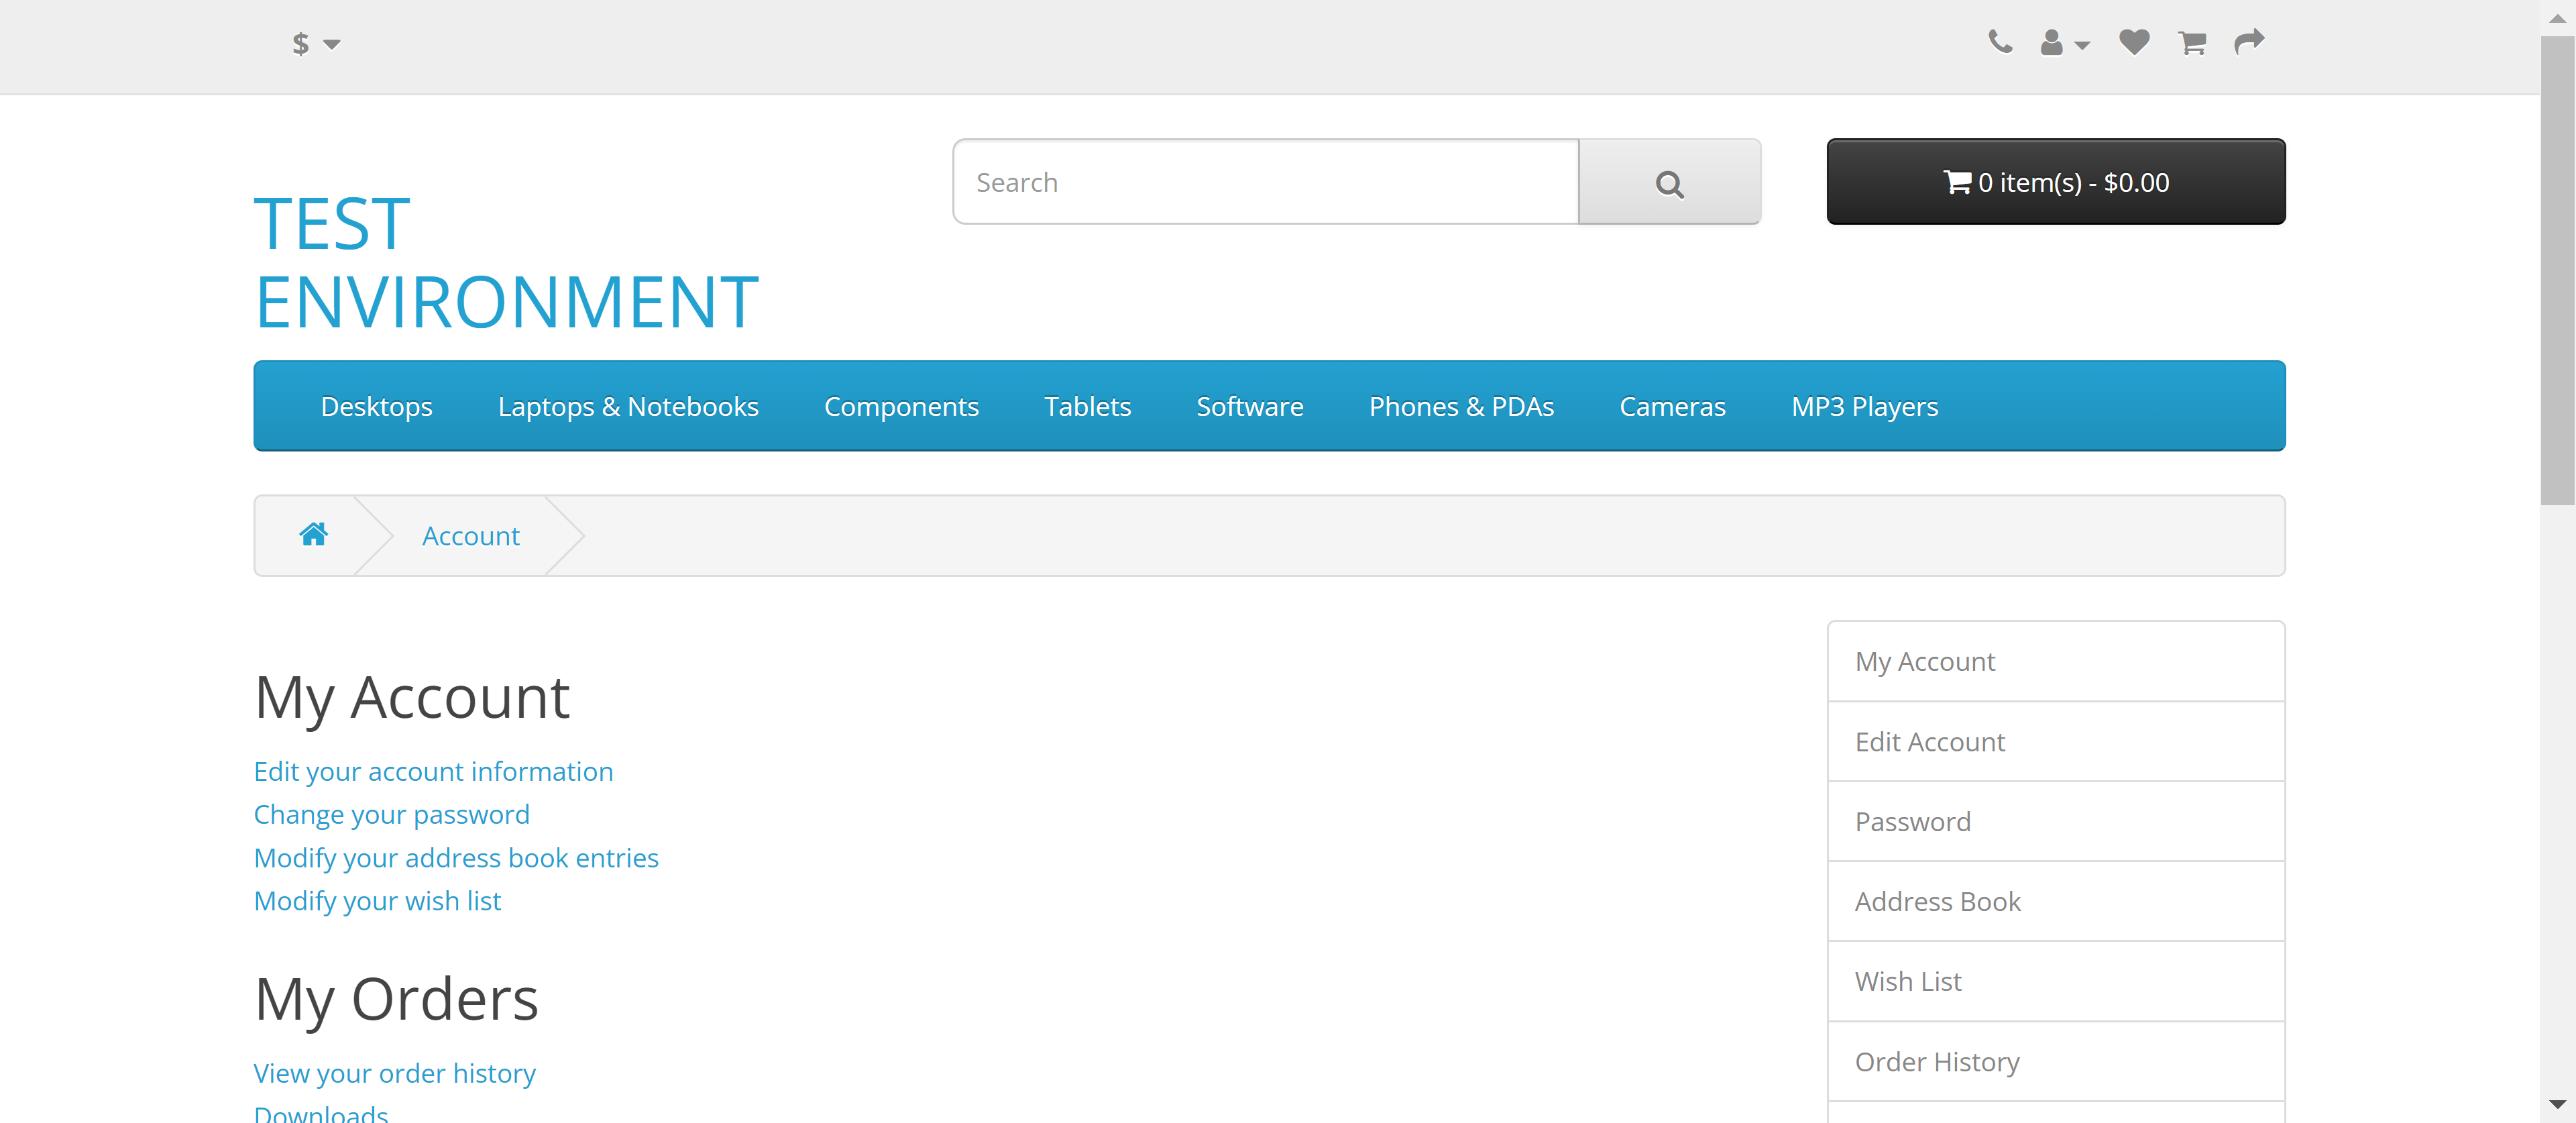 $
Search
0 item(s) - $0.00
TEST
ENVIRONMENT
Desktops
Laptops & Notebooks
Components
Tablets
Software
Phones & PDAs
Cameras
MP3 Players
Account
My Account
Edit your account information
Change your password
Modify your address book entries
Modify your wish list
My Orders
View your order history
Downloads
My Account
Edit Account
Password
Address Book
Wish List
Order History